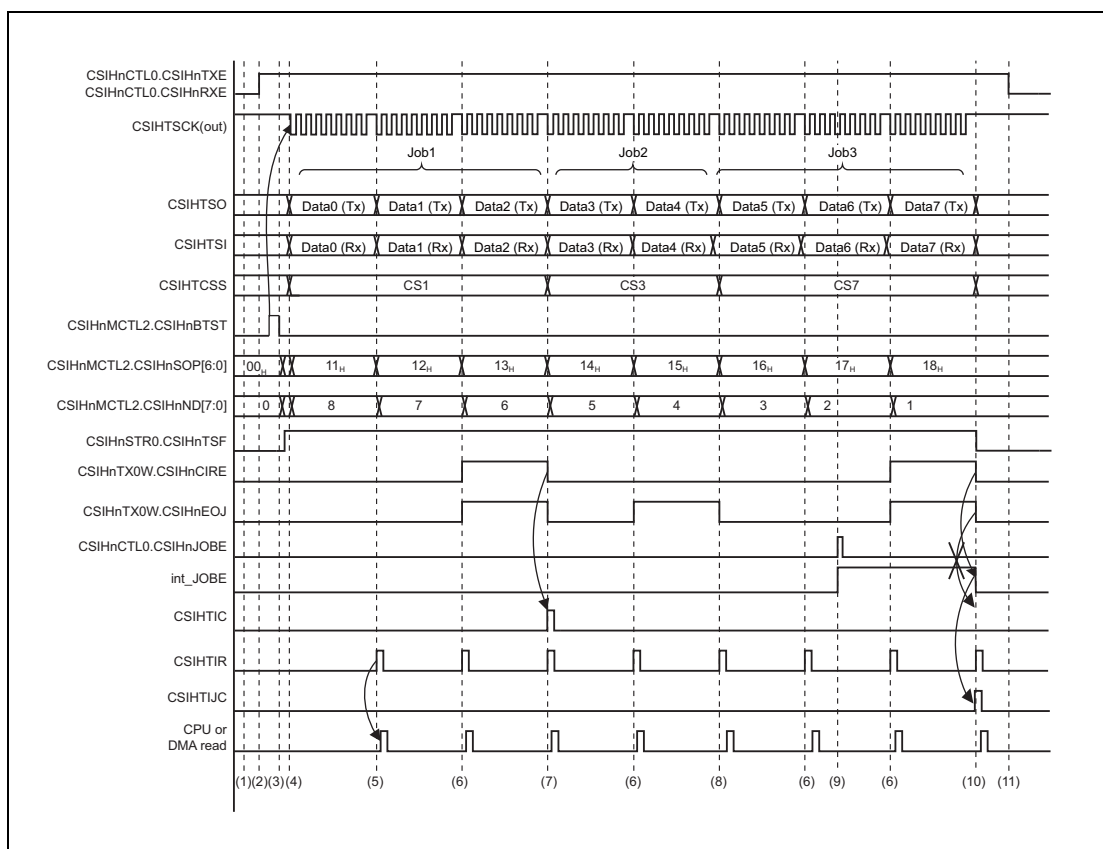 CSIHnCTL0.CSIHnTXE
CSIHnCTL0.CSIHnRXE
CSIHTSCK(out)
Job1 Job2 Job3
CSIHTSO Data0 (Tx) Data1 (Tx) Data2 (Tx) Data3 (Tx) Data4 (Tx) Data5 (Tx) Data6 (Tx) Data7 (Tx)
CSIHTSI Data0 (Rx) Data1 (Rx) Data2 (Rx) Data3 (Rx) Data4 (Rx) Data5 (Rx) Data6 (Rx) Data7 (Rx)
CSIHTCSS CS1 CS3 CS7
CSIHnMCTL2.CSIHnBTST
CSIHnMCTL2.CSIHnSOP[6:0] 00H 11H 12H 13H 14H 15H 16H 17H 18H
CSIHnMCTL2.CSIHnND[7:0] 0 8 7 6 5 4 3 2 1
CSIHnSTR0.CSIHnTSF
CSIHnTX0W.CSIHnCIRE
CSIHnTX0W.CSIHnEOJ
CSIHnCTL0.CSIHnJOBE
int_JOBE
CSIHTIC
CSIHTIR
CSIHTIJC
CPU or
DMA read
(1) (2) (3) (4) (5) (6) (7) (6) (8) (6) (9) (6) (10) (11)